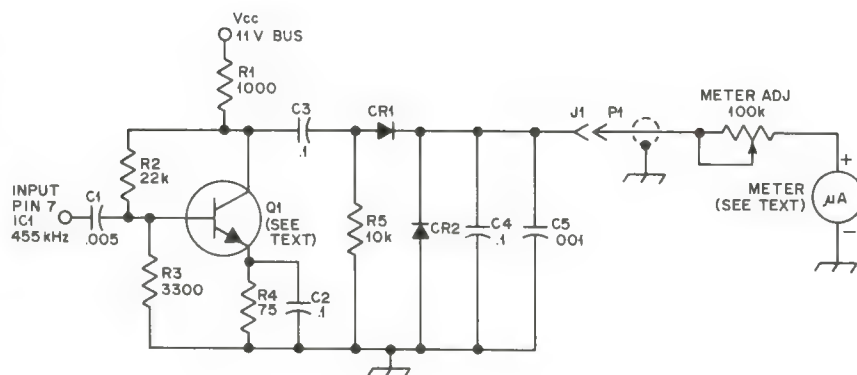 Vcc
11 V BUS
R1
1000
C3
.1
CR1
J1
P1
METER ADJ
100k
R2
22k
INPUT
PIN 7
IC1
455 kHz
C1
.005
Q1
(SEE
TEXT)
R5
10k
CR2
C4
.1
C5
.001
+
µA
−
METER
(SEE TEXT)
R3
3300
R4
75
C2
.1